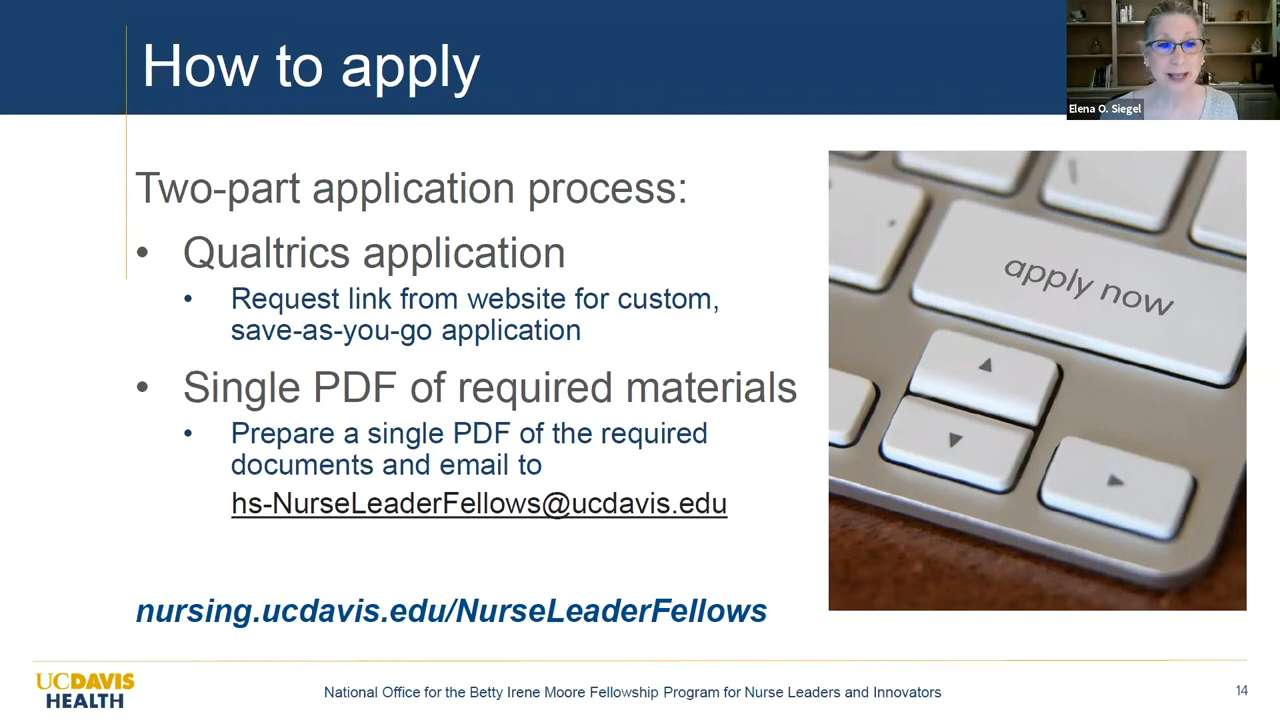 How to apply
Elena O. Siegel
Two-part application process:
• Qualtrics application
• Request link from website for custom,
save-as-you-go application
• Single PDF of required materials
• Prepare a single PDF of the required
documents and email to
hs-NurseLeaderFellows@ucdavis.edu
nursing.ucdavis.edu/NurseLeaderFellows
apply now
UCDAVIS
HEALTH
National Office for the Betty Irene Moore Fellowship Program for Nurse Leaders and Innovators
14